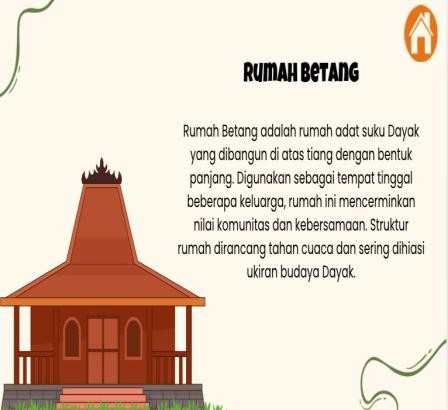 Rumah Betang
Rumah Betang adalah rumah adat suku Dayak
yang dibangun di atas tiang dengan bentuk
panjang. Digunakan sebagai tempat tinggal
beberapa keluarga, rumah ini mencerminkan
nilai komunitas dan kebersamaan. Struktur
rumah dirancang tahan cuaca dan sering dihiasi
ukiran budaya Dayak.